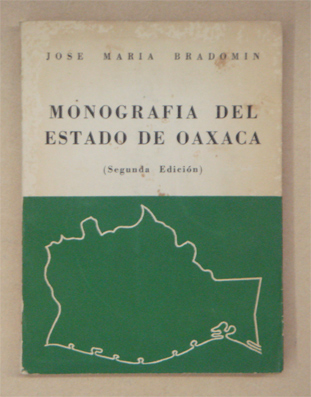 JOSE MARIA BRADOMIN
MONOGRAFIA DEL
ESTADO DE OAXACA
(Segunda Edición)